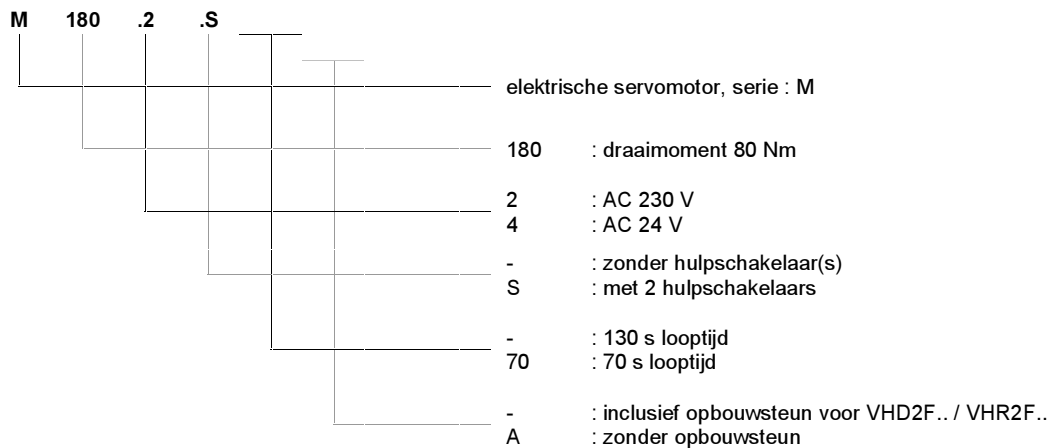 M 180 .2 .S
elektrische servomotor, serie : M
180 : draaimoment 80 Nm
2 : AC 230 V
4 : AC 24 V
- : zonder hulpschakelaar(s)
S : met 2 hulpschakelaars
- : 130 s looptijd
70 : 70 s looptijd
- : inclusief opbouwsteun voor VHD2F.. / VHR2F..
A : zonder opbouwsteun